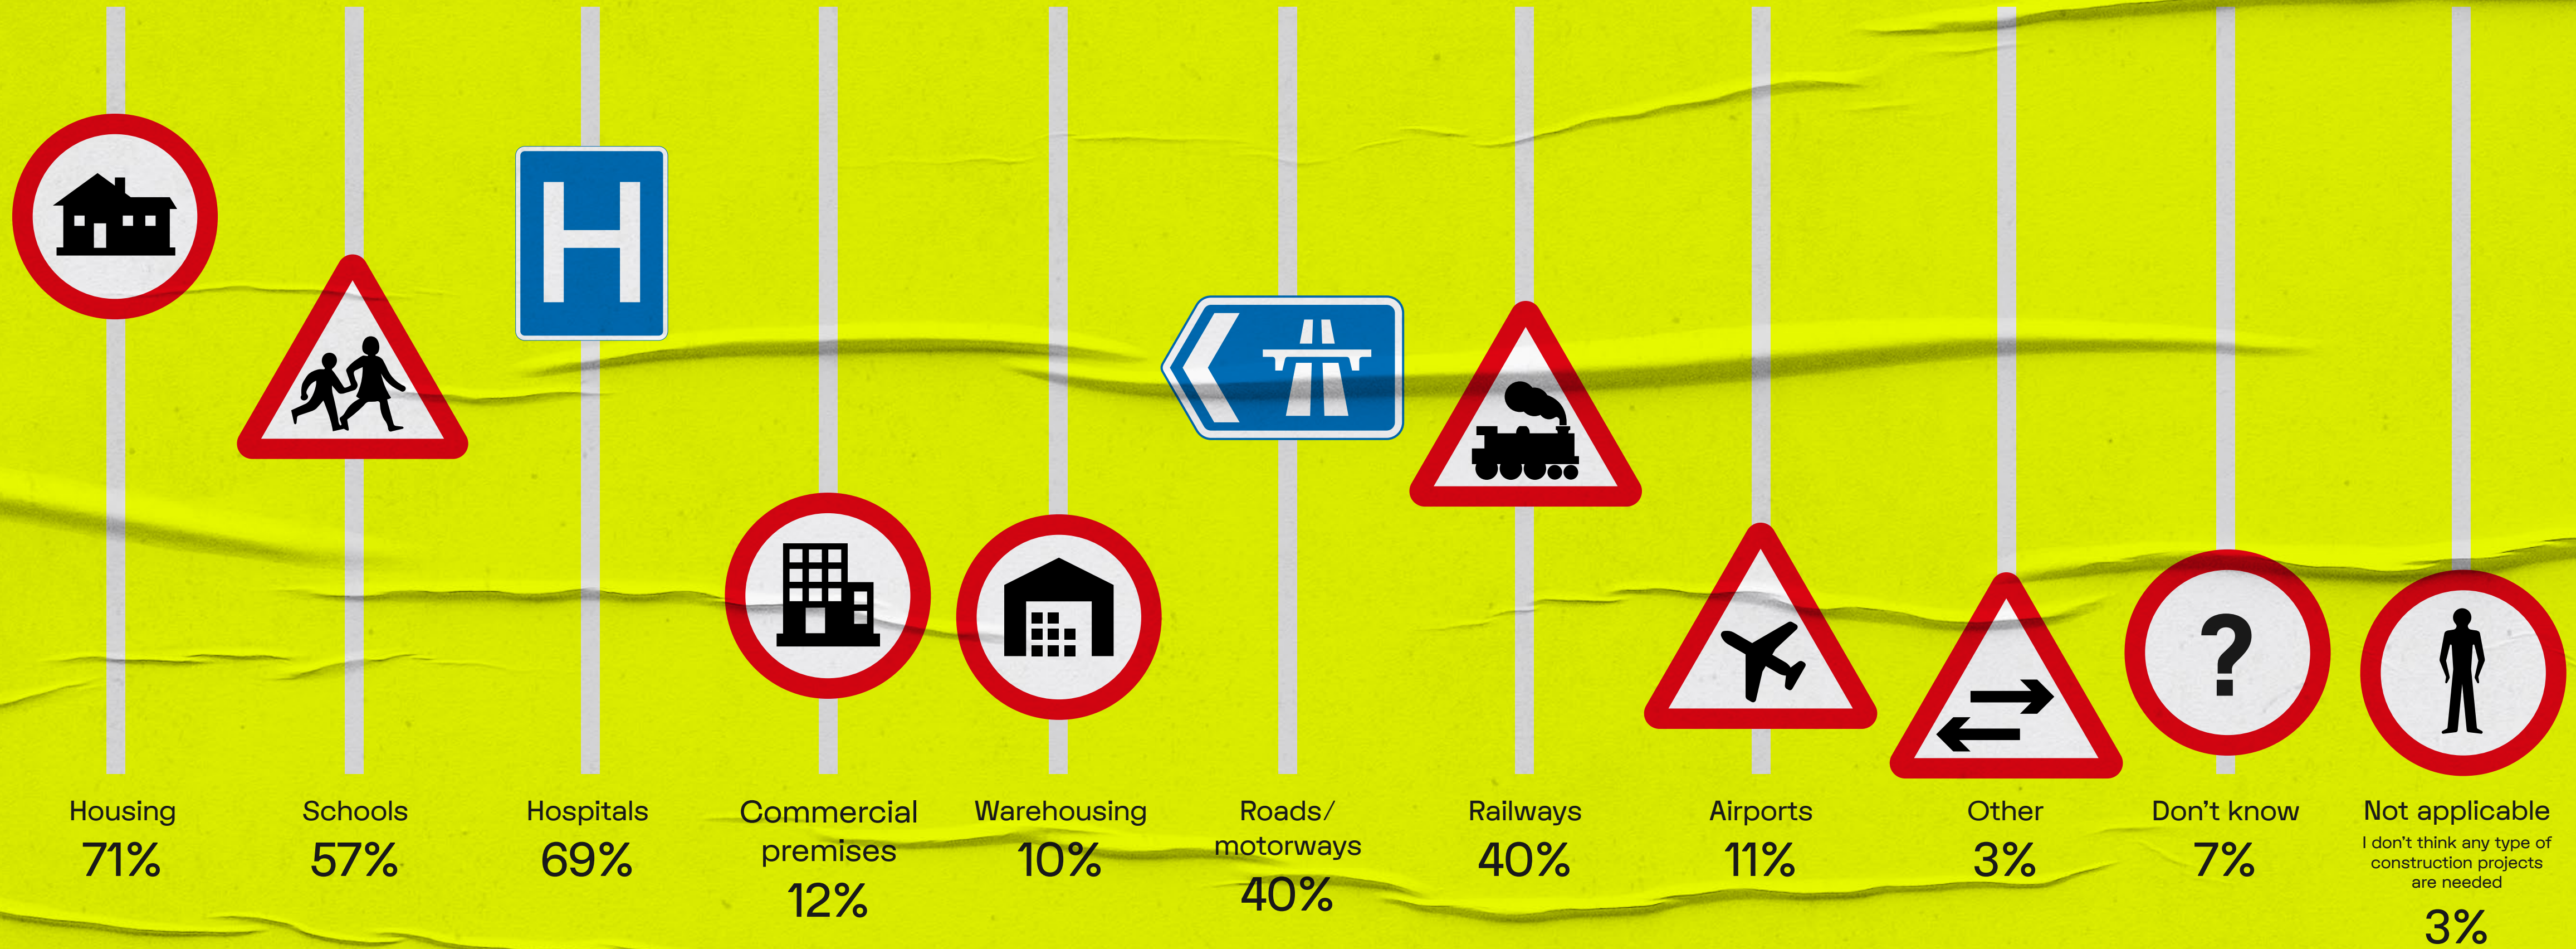 H
?
Housing
71%
Schools
57%
Hospitals
69%
Commercial
premises
12%
Warehousing
10%
Roads/
motorways
40%
Railways
40%
Airports
11%
Other
3%
Don’t know
7%
Not applicable
I don’t think any type of
construction projects
are needed
3%